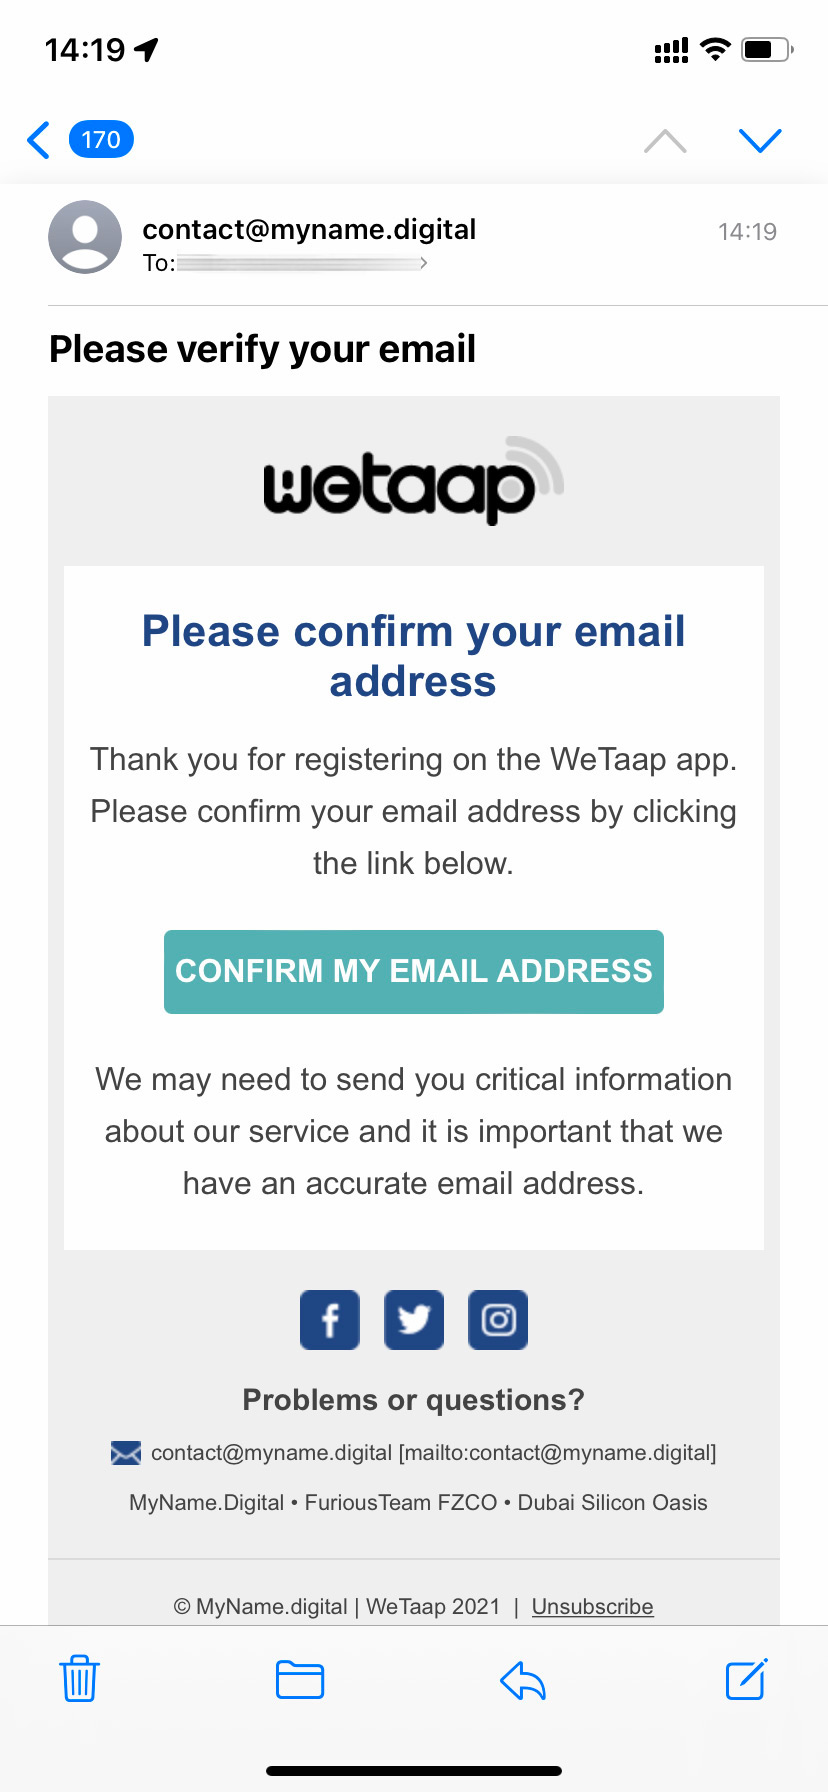 14:19
170
contact@myname.digital
14:19
To:
Please verify your email
wetaap
Please confirm your email
address
Thank you for registering on the WeTaap app.
Please confirm your email address by clicking
the link below.
CONFIRM MY EMAIL ADDRESS
We may need to send you critical information
about our service and it is important that we
have an accurate email address.
Problems or questions?
contact@myname.digital [mailto:contact@myname.digital]
MyName.Digital • FuriousTeam FZCO • Dubai Silicon Oasis
© MyName.digital | WeTaap 2021 | Unsubscribe